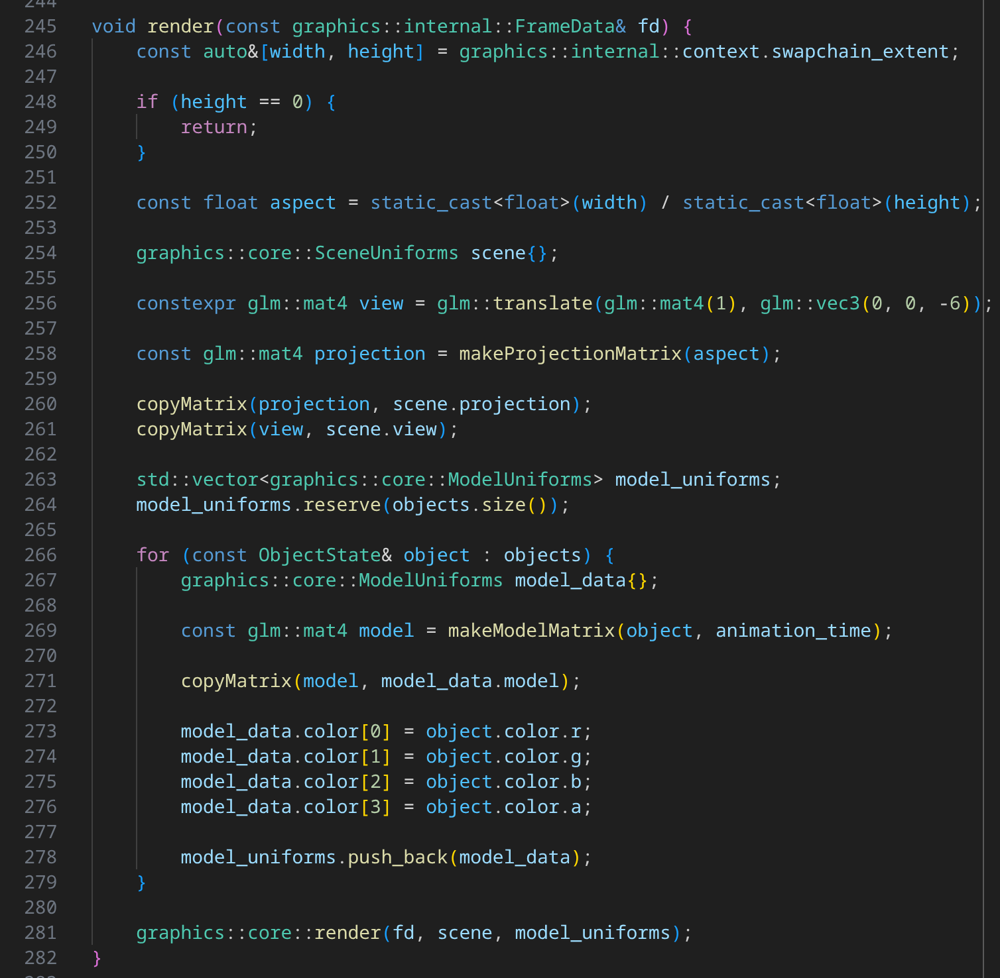 244
245 void render(const graphics::internal::FrameData& fd) {
246     const auto&[width, height] = graphics::internal::context.swapchain_extent;
247
248     if (height == 0) {
249         return;
250     }
251
252     const float aspect = static_cast<float>(width) / static_cast<float>(height);
253
254     graphics::core::SceneUniforms scene{};
255
256     constexpr glm::mat4 view = glm::translate(glm::mat4(1), glm::vec3(0, 0, -6));
257
258     const glm::mat4 projection = makeProjectionMatrix(aspect);
259
260     copyMatrix(projection, scene.projection);
261     copyMatrix(view, scene.view);
262
263     std::vector<graphics::core::ModelUniforms> model_uniforms;
264     model_uniforms.reserve(objects.size());
265
266     for (const ObjectState& object : objects) {
267         graphics::core::ModelUniforms model_data{};
268
269         const glm::mat4 model = makeModelMatrix(object, animation_time);
270
271         copyMatrix(model, model_data.model);
272
273         model_data.color[0] = object.color.r;
274         model_data.color[1] = object.color.g;
275         model_data.color[2] = object.color.b;
276         model_data.color[3] = object.color.a;
277
278         model_uniforms.push_back(model_data);
279     }
280
281     graphics::core::render(fd, scene, model_uniforms);
282 }